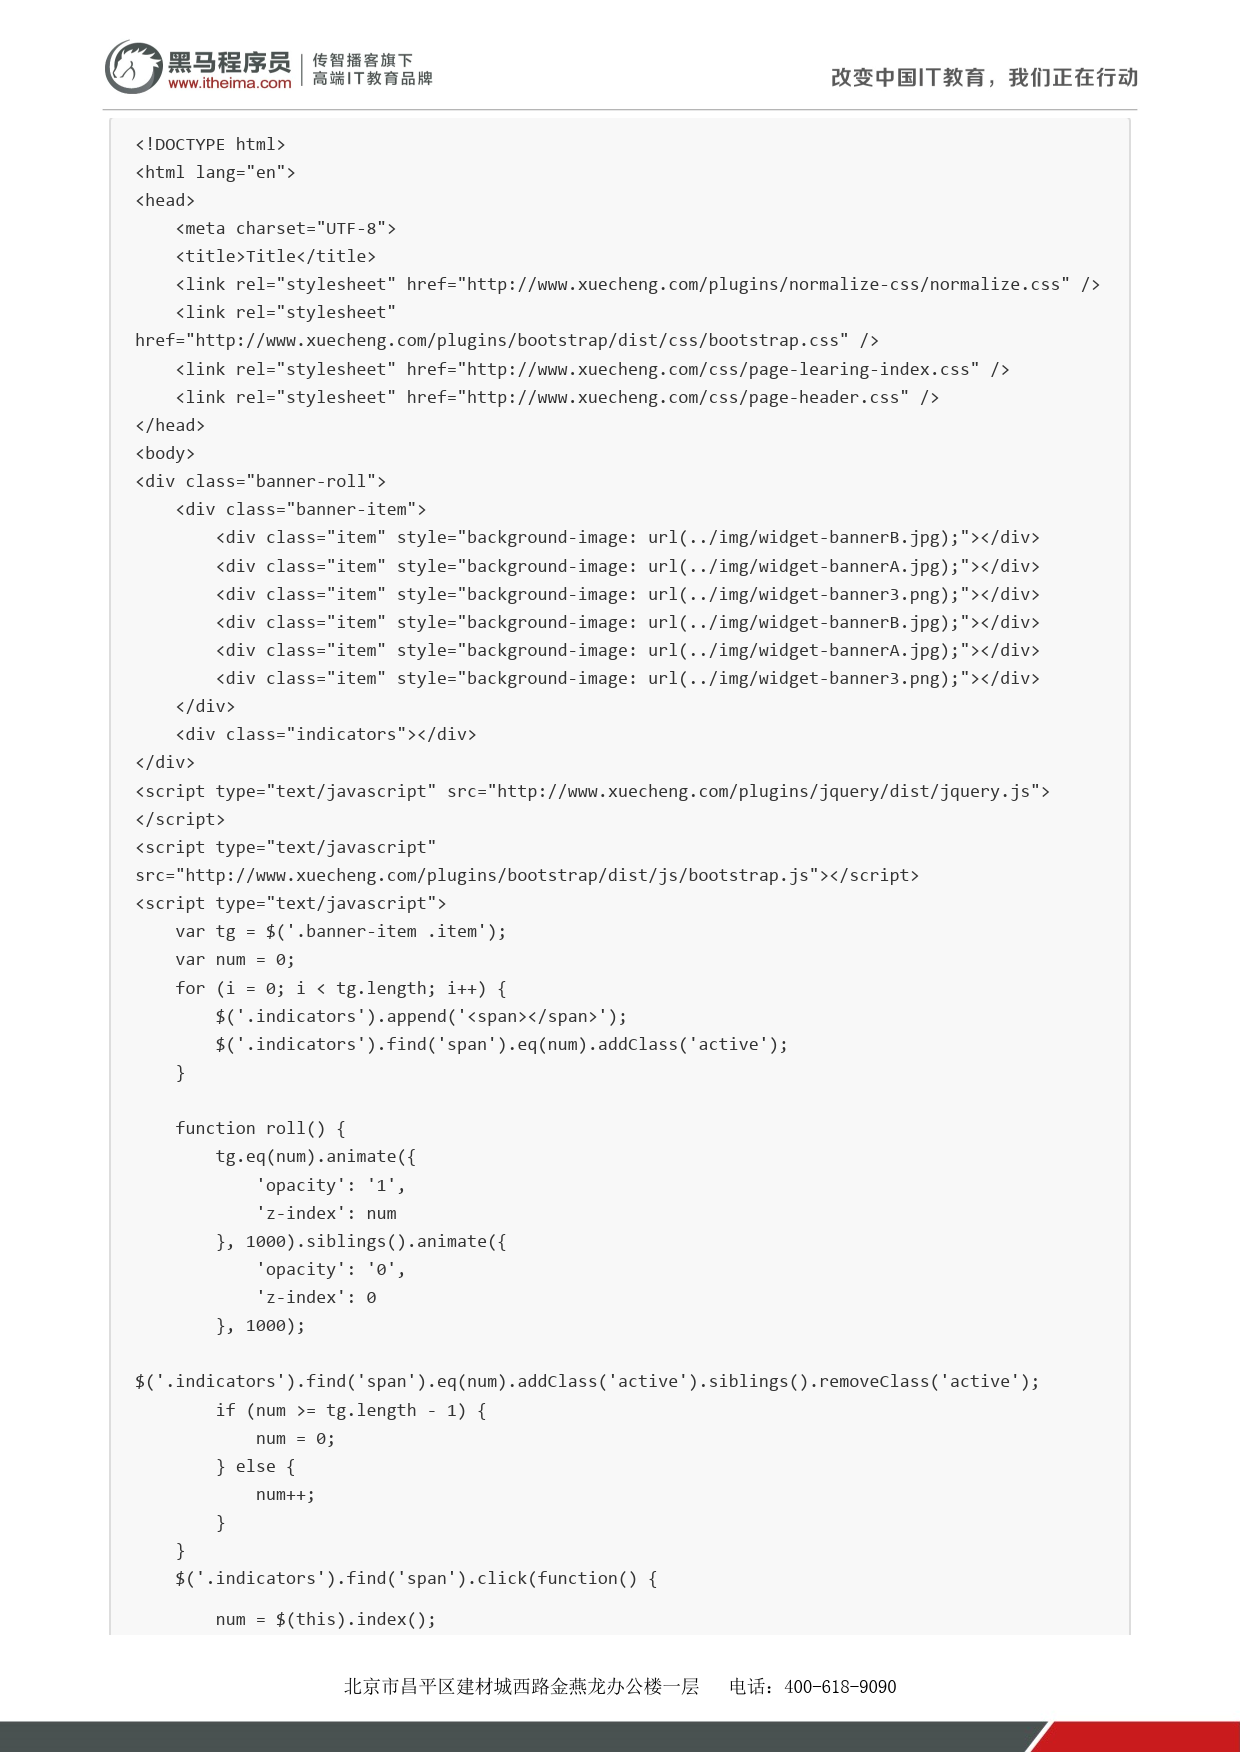 黑马程序员
www.itheima.com
传智播客旗下
高端IT教育品牌
改变中国IT教育，我们正在行动
<!DOCTYPE html>
<html lang="en">
<head>
    <meta charset="UTF-8">
    <title>Title</title>
    <link rel="stylesheet" href="http://www.xuecheng.com/plugins/normalize-css/normalize.css" />
    <link rel="stylesheet"
href="http://www.xuecheng.com/plugins/bootstrap/dist/css/bootstrap.css" />
    <link rel="stylesheet" href="http://www.xuecheng.com/css/page-learing-index.css" />
    <link rel="stylesheet" href="http://www.xuecheng.com/css/page-header.css" />
</head>
<body>
<div class="banner-roll">
    <div class="banner-item">
        <div class="item" style="background-image: url(../img/widget-bannerB.jpg);"></div>
        <div class="item" style="background-image: url(../img/widget-bannerA.jpg);"></div>
        <div class="item" style="background-image: url(../img/widget-banner3.png);"></div>
        <div class="item" style="background-image: url(../img/widget-bannerB.jpg);"></div>
        <div class="item" style="background-image: url(../img/widget-bannerA.jpg);"></div>
        <div class="item" style="background-image: url(../img/widget-banner3.png);"></div>
    </div>
    <div class="indicators"></div>
</div>
<script type="text/javascript" src="http://www.xuecheng.com/plugins/jquery/dist/jquery.js">
</script>
<script type="text/javascript"
src="http://www.xuecheng.com/plugins/bootstrap/dist/js/bootstrap.js"></script>
<script type="text/javascript">
    var tg = $('.banner-item .item');
    var num = 0;
    for (i = 0; i < tg.length; i++) {
        $('.indicators').append('<span></span>');
        $('.indicators').find('span').eq(num).addClass('active');
    }

    function roll() {
        tg.eq(num).animate({
            'opacity': '1',
            'z-index': num
        }, 1000).siblings().animate({
            'opacity': '0',
            'z-index': 0
        }, 1000);

$('.indicators').find('span').eq(num).addClass('active').siblings().removeClass('active');
        if (num >= tg.length - 1) {
            num = 0;
        } else {
            num++;
        }
    }
    $('.indicators').find('span').click(function() {
        num = $(this).index();
北京市昌平区建材城西路金燕龙办公楼一层 电话：400-618-9090